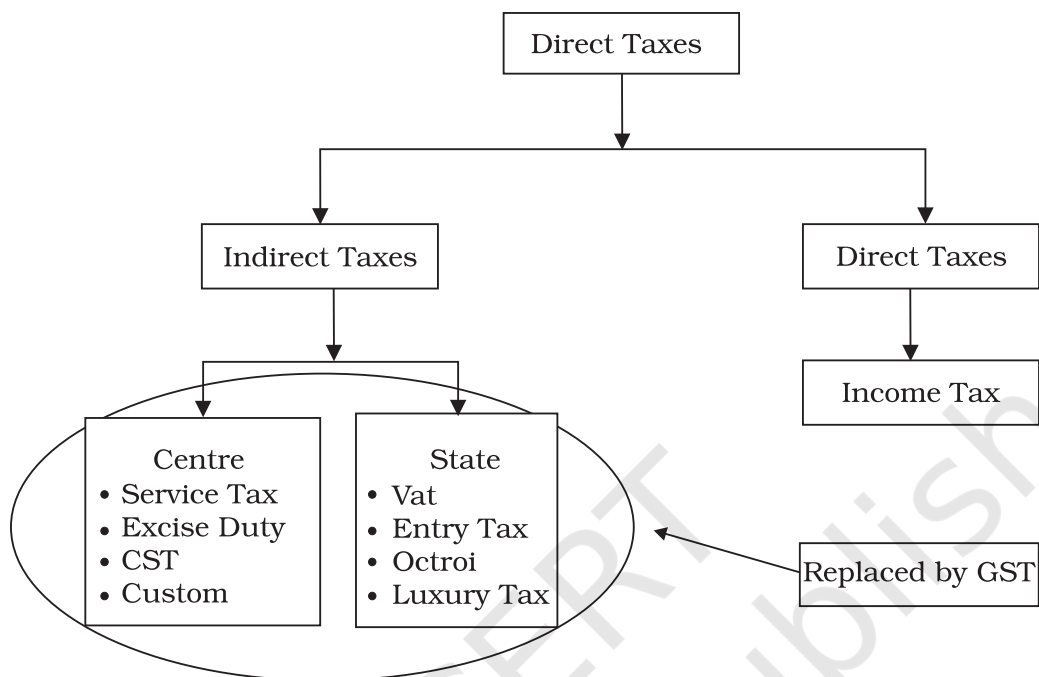 Direct Taxes
Indirect Taxes
Direct Taxes
Income Tax
Centre
• Service Tax
• Excise Duty
• CST
• Custom
State
• Vat
• Entry Tax
• Octroi
• Luxury Tax
Replaced by GST